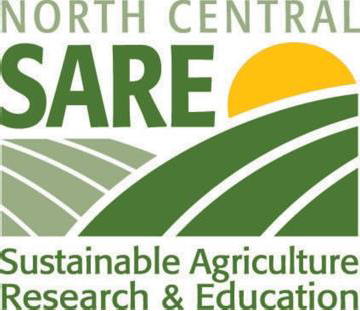 NORTH CENTRAL
SARE
Sustainable Agriculture
Research & Education